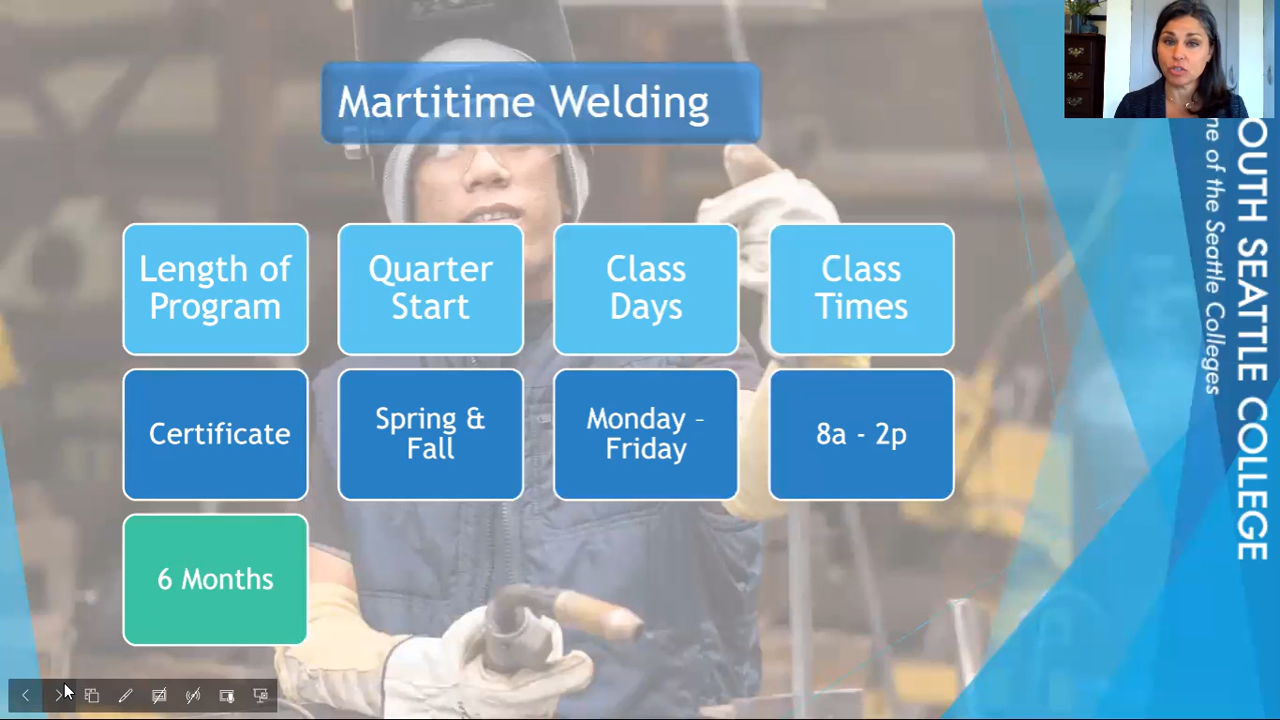 Martitime Welding
Length of
Program
Quarter
Start
Class
Days
Class
Times
Certificate
Spring &
Fall
Monday –
Friday
8a - 2p
6 Months
OUTH SEATTLE COLLEGE
ne of the Seattle Colleges